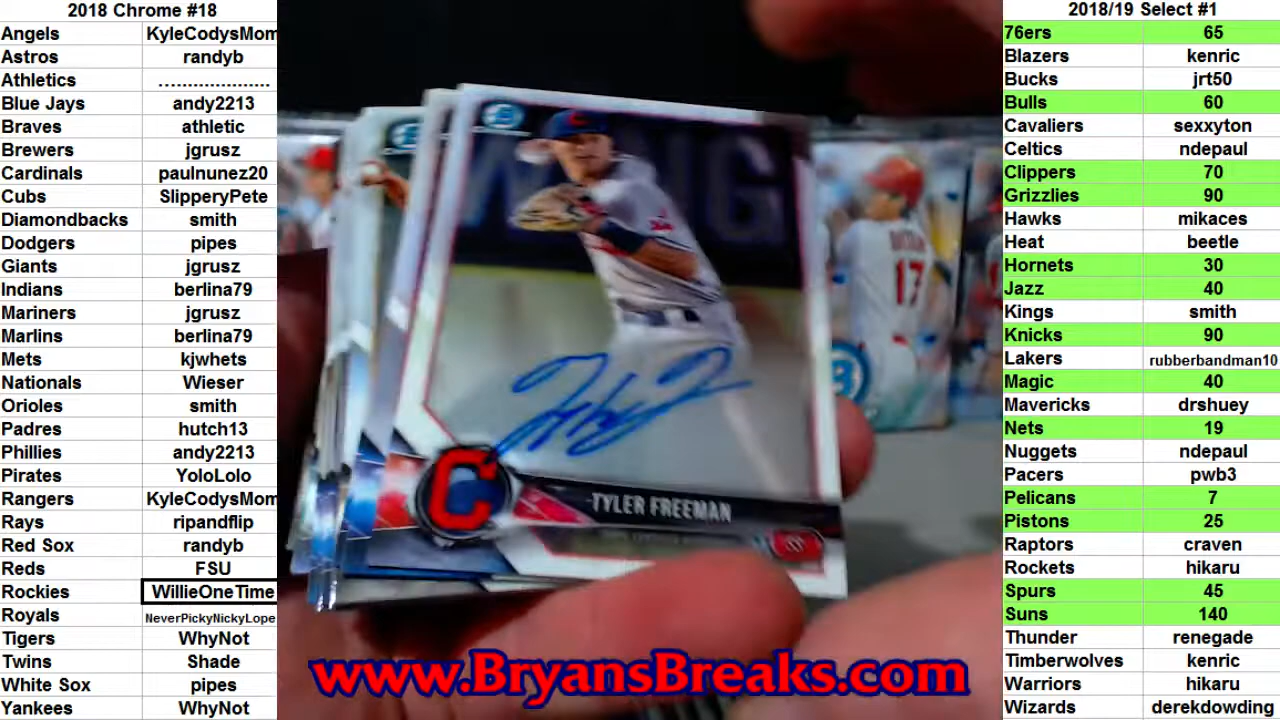 2018 Chrome #18
Angels KyleCodysMom
Astros randyb
Athletics ....................
Blue Jays andy2213
Braves athletic
Brewers jgrusz
Cardinals paulnunez20
Cubs SlipperyPete
Diamondbacks smith
Dodgers pipes
Giants jgrusz
Indians berlina79
Mariners jgrusz
Marlins berlina79
Mets kjwhets
Nationals Wieser
Orioles smith
Padres hutch13
Phillies andy2213
Pirates YoloLolo
Rangers KyleCodysMom
Rays ripandflip
Red Sox randyb
Reds FSU
Rockies WillieOneTime
Royals NeverPickyNickyLope
Tigers WhyNot
Twins Shade
White Sox pipes
Yankees WhyNot
17
C
TYLER FREEMAN
www.BryansBreaks.com
2018/19 Select #1
76ers 65
Blazers kenric
Bucks jrt50
Bulls 60
Cavaliers sexxyton
Celtics ndepaul
Clippers 70
Grizzlies 90
Hawks mikaces
Heat beetle
Hornets 30
Jazz 40
Kings smith
Knicks 90
Lakers rubberbandman10
Magic 40
Mavericks drshuey
Nets 19
Nuggets ndepaul
Pacers pwb3
Pelicans 7
Pistons 25
Raptors craven
Rockets hikaru
Spurs 45
Suns 140
Thunder renegade
Timberwolves kenric
Warriors hikaru
Wizards derekdowding